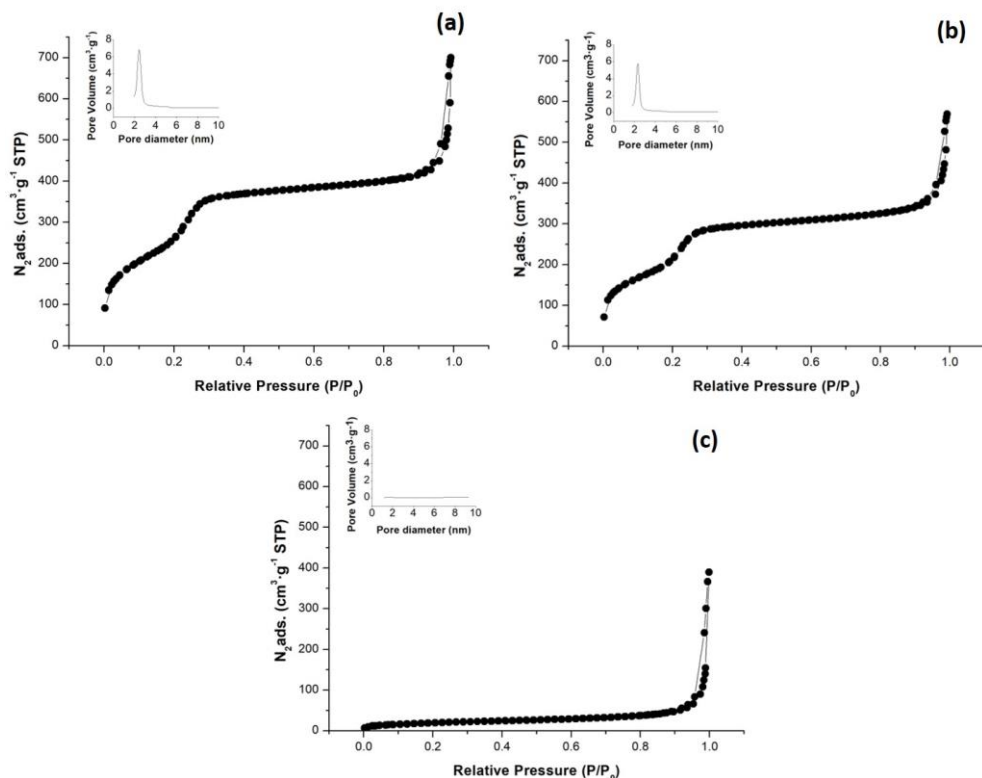 (a)
Pore Volume (cm³·g⁻¹)
8
6
4
2
0
0 2 4 6 8 10
Pore diameter (nm)
N₂ads. (cm³·g⁻¹ STP)
700
600
500
400
300
200
100
0
0.0 0.2 0.4 0.6 0.8 1.0
Relative Pressure (P/P₀)
(b)
Pore Volume (cm3·g-1)
8
6
4
2
0
0 2 4 6 8 10
Pore diameter (nm)
N₂ads. (cm³·g⁻¹ STP)
700
600
500
400
300
200
100
0
0.0 0.2 0.4 0.6 0.8 1.0
Relative Pressure (P/P₀)
(c)
Pore Volume (cm3·g-1)
8
6
4
2
0
0 2 4 6 8 10
Pore diameter (nm)
N₂ads. (cm³·g⁻¹ STP)
700
600
500
400
300
200
100
0
0.0 0.2 0.4 0.6 0.8 1.0
Relative Pressure (P/P₀)